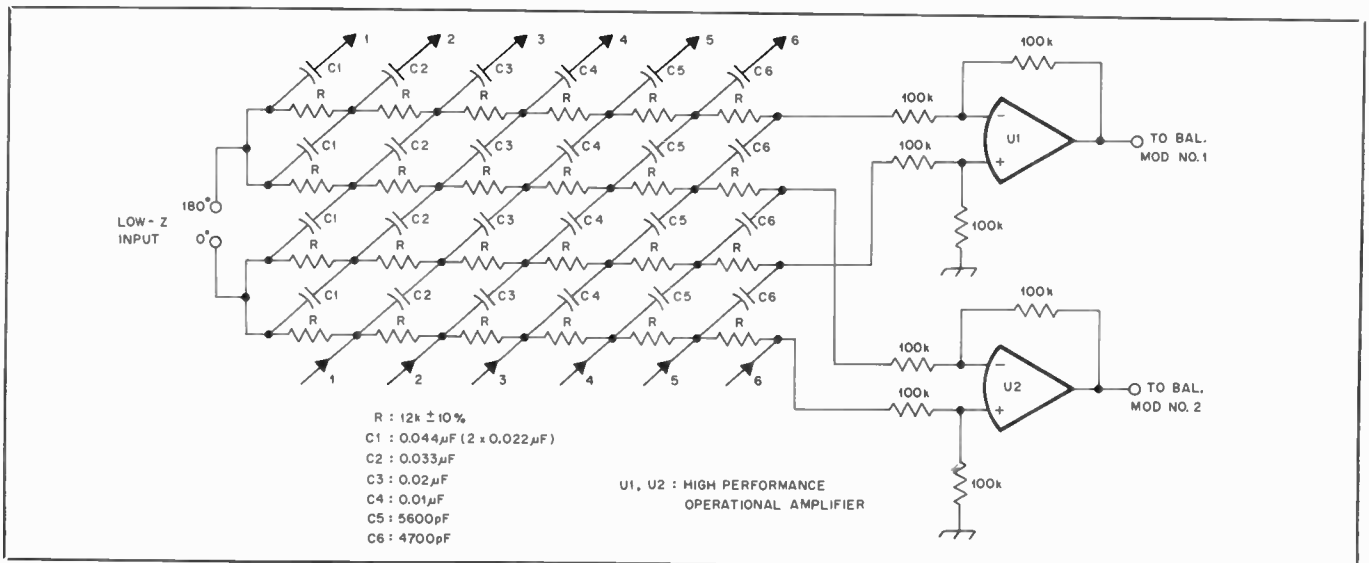 1 2 3 4 5 6
C1 C2 C3 C4 C5 C6
R R R R R R
C1 C2 C3 C4 C5 C6
R R R R R R
C1 C2 C3 C4 C5 C6
R R R R R R
C1 C2 C3 C4 C5 C6
R R R R R R
1 2 3 4 5 6
180°
LOW-Z
INPUT
0°
100k
100k
−
U1
+
100k
100k
TO BAL.
MOD NO.1
100k
100k
−
U2
+
100k
100k
TO BAL.
MOD NO. 2
R : 12k ±10%
C1 : 0.044µF (2 x 0.022µF)
C2 : 0.033µF
C3 : 0.02µF
C4 : 0.01µF
C5 : 5600pF
C6 : 4700pF
U1, U2 : HIGH PERFORMANCE
OPERATIONAL AMPLIFIER